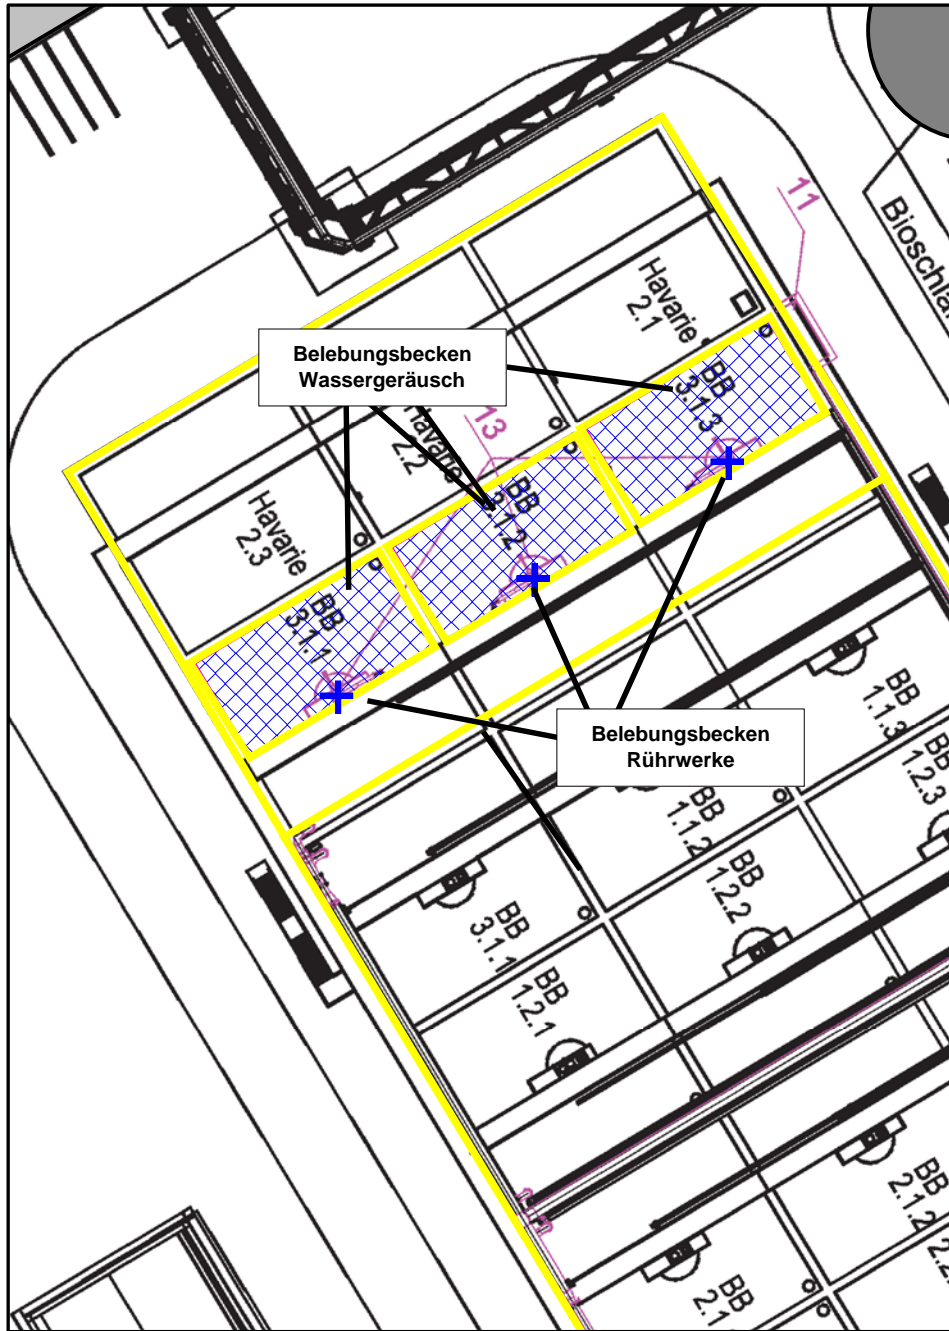 11
Bioschla
Havarie
2.1
Belebungsbecken
Wassergeräusch
BB
3.1.3
13
Havarie
2.2
BB
3.1.2
Havarie
2.3
BB
3.1.1
Belebungsbecken
Rührwerke
BB
1.1.3
BB
1.2.3
BB
1.1.2
BB
1.2.2
BB
3.1.1
BB
1.2.1
BB
2.1.2
BB
2.1
2.2